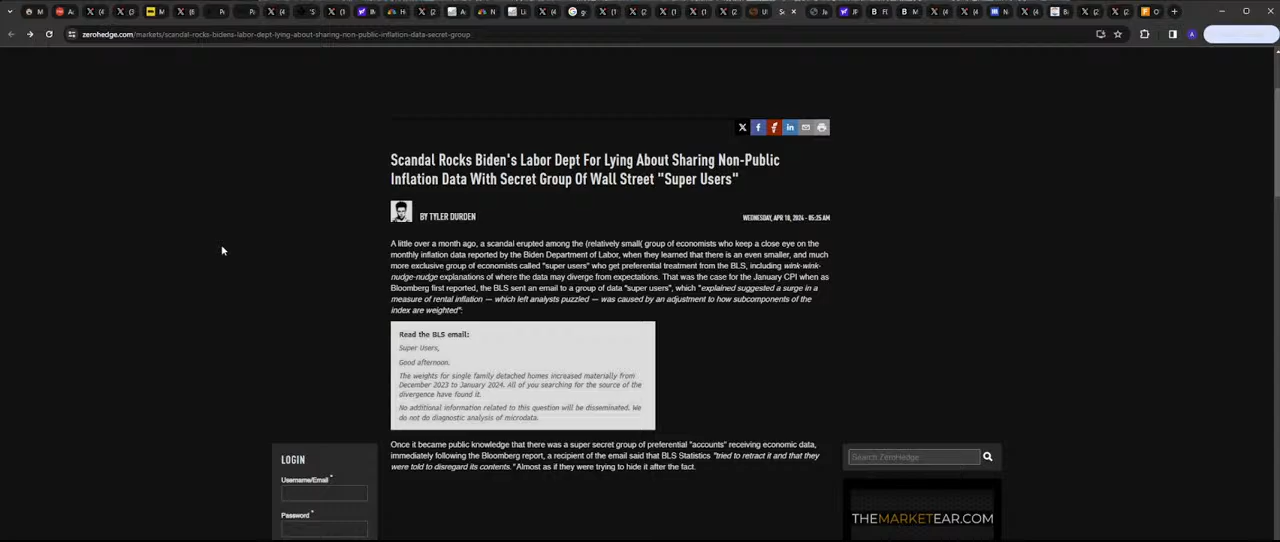 zerohedge.com/markets/scandal-rocks-bidens-labor-dept-lying-about-sharing-non-public-inflation-data-secret-group
Scandal Rocks Biden's Labor Dept For Lying About Sharing Non-Public
Inflation Data With Secret Group Of Wall Street "Super Users"
BY TYLER DURDEN
WEDNESDAY, APR 10, 2024 - 05:25 AM
A little over a month ago, a scandal erupted among the (relatively small( group of economists who keep a close eye on the
monthly inflation data reported by the Biden Department of Labor, when they learned that there is an even smaller, and much
more exclusive group of economists called "super users" who get preferential treatment from the BLS, including wink-wink-
nudge-nudge explanations of where the data may diverge from expectations. That was the case for the January CPI when as
Bloomberg first reported, the BLS sent an email to a group of data "super users", which "explained suggested a surge in a
measure of rental inflation — which left analysts puzzled — was caused by an adjustment to how subcomponents of the
index are weighted":
Read the BLS email:
Super Users,
Good afternoon.
The weights for single family detached homes increased materially from
December 2023 to January 2024. All of you searching for the source of the
divergence have found it.
No additional information related to this question will be disseminated. We
do not do diagnostic analysis of microdata.
Once it became public knowledge that there was a super secret group of preferential "accounts" receiving economic data,
immediately following the Bloomberg report, a recipient of the email said that BLS Statistics "tried to retract it and that they
were told to disregard its contents." Almost as if they were trying to hide it after the fact.
LOGIN
Username/Email *
Password *
Search ZeroHedge
THEMARKETEAR.COM